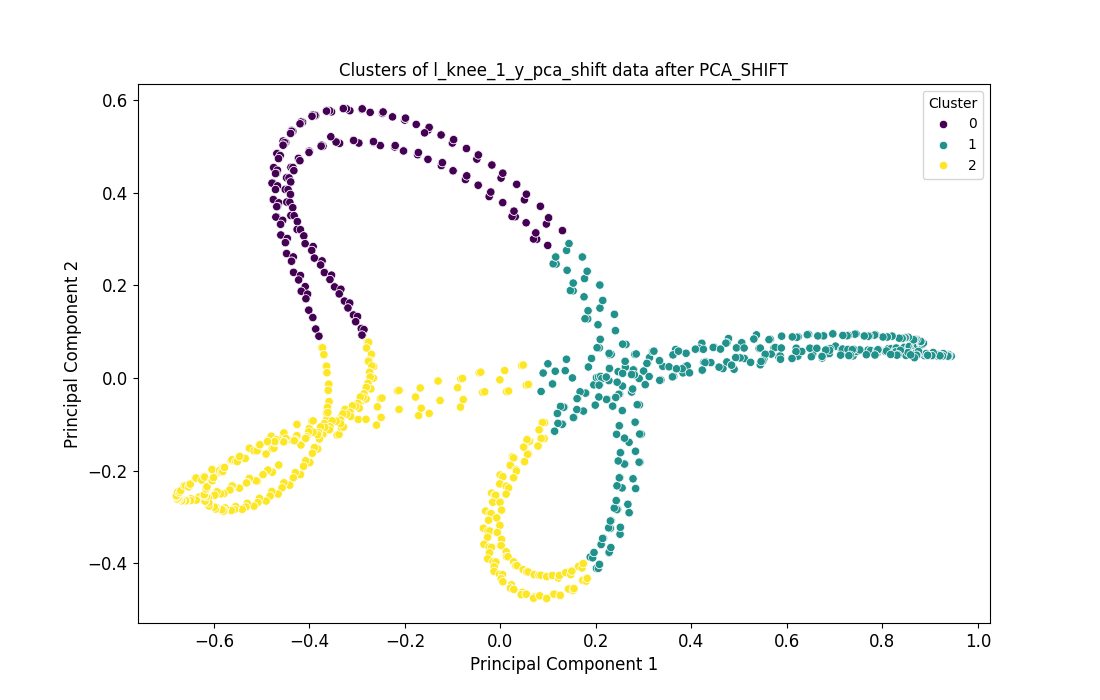 Clusters of l_knee_1_y_pca_shift data after PCA_SHIFT
Cluster
0
1
2
0.6
0.4
0.2
0.0
−0.2
−0.4
Principal Component 2
−0.6 −0.4 −0.2 0.0 0.2 0.4 0.6 0.8 1.0
Principal Component 1